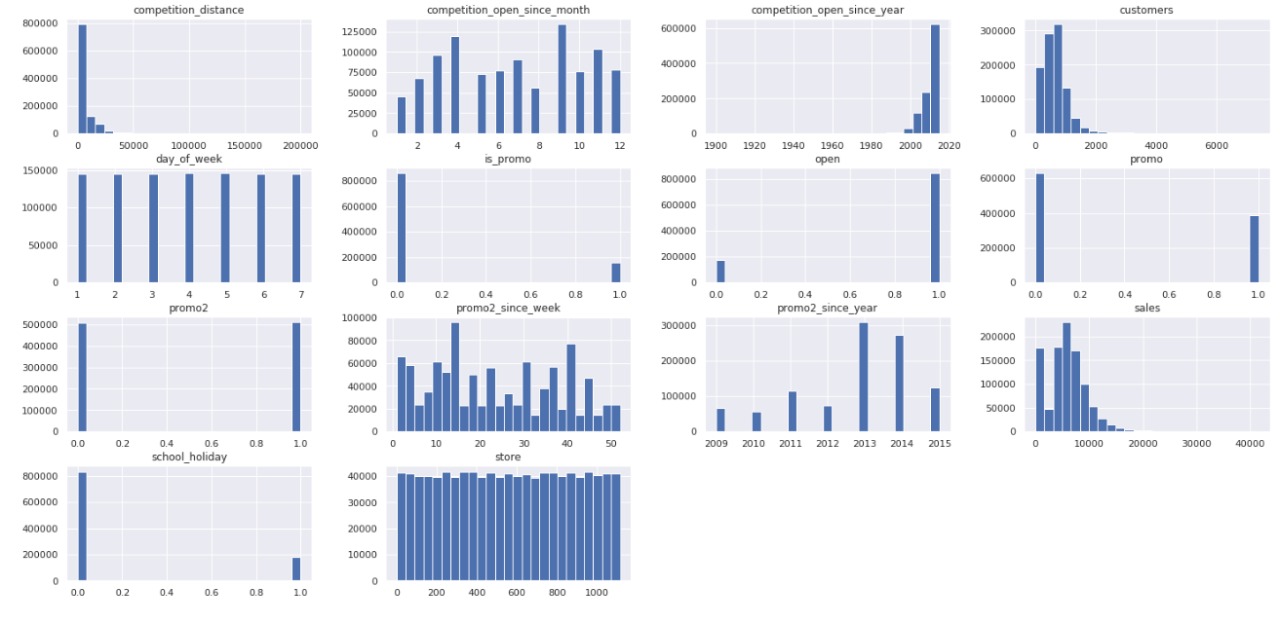 competition_distance
800000
600000
400000
200000
0
0 50000 100000 150000 200000
competition_open_since_month
125000
100000
75000
50000
25000
0
2 4 6 8 10 12
competition_open_since_year
600000
400000
200000
0
1900 1920 1940 1960 1980 2000 2020
customers
300000
200000
100000
0
0 2000 4000 6000
day_of_week
150000
100000
50000
0
1 2 3 4 5 6 7
is_promo
800000
600000
400000
200000
0
0.0 0.2 0.4 0.6 0.8 1.0
open
800000
600000
400000
200000
0
0.0 0.2 0.4 0.6 0.8 1.0
promo
600000
400000
200000
0
0.0 0.2 0.4 0.6 0.8 1.0
promo2
500000
400000
300000
200000
100000
0
0.0 0.2 0.4 0.6 0.8 1.0
promo2_since_week
100000
80000
60000
40000
20000
0
0 10 20 30 40 50
promo2_since_year
300000
200000
100000
0
2009 2010 2011 2012 2013 2014 2015
sales
200000
150000
100000
50000
0
0 10000 20000 30000 40000
school_holiday
800000
600000
400000
200000
0
0.0 0.2 0.4 0.6 0.8 1.0
store
40000
30000
20000
10000
0
0 200 400 600 800 1000